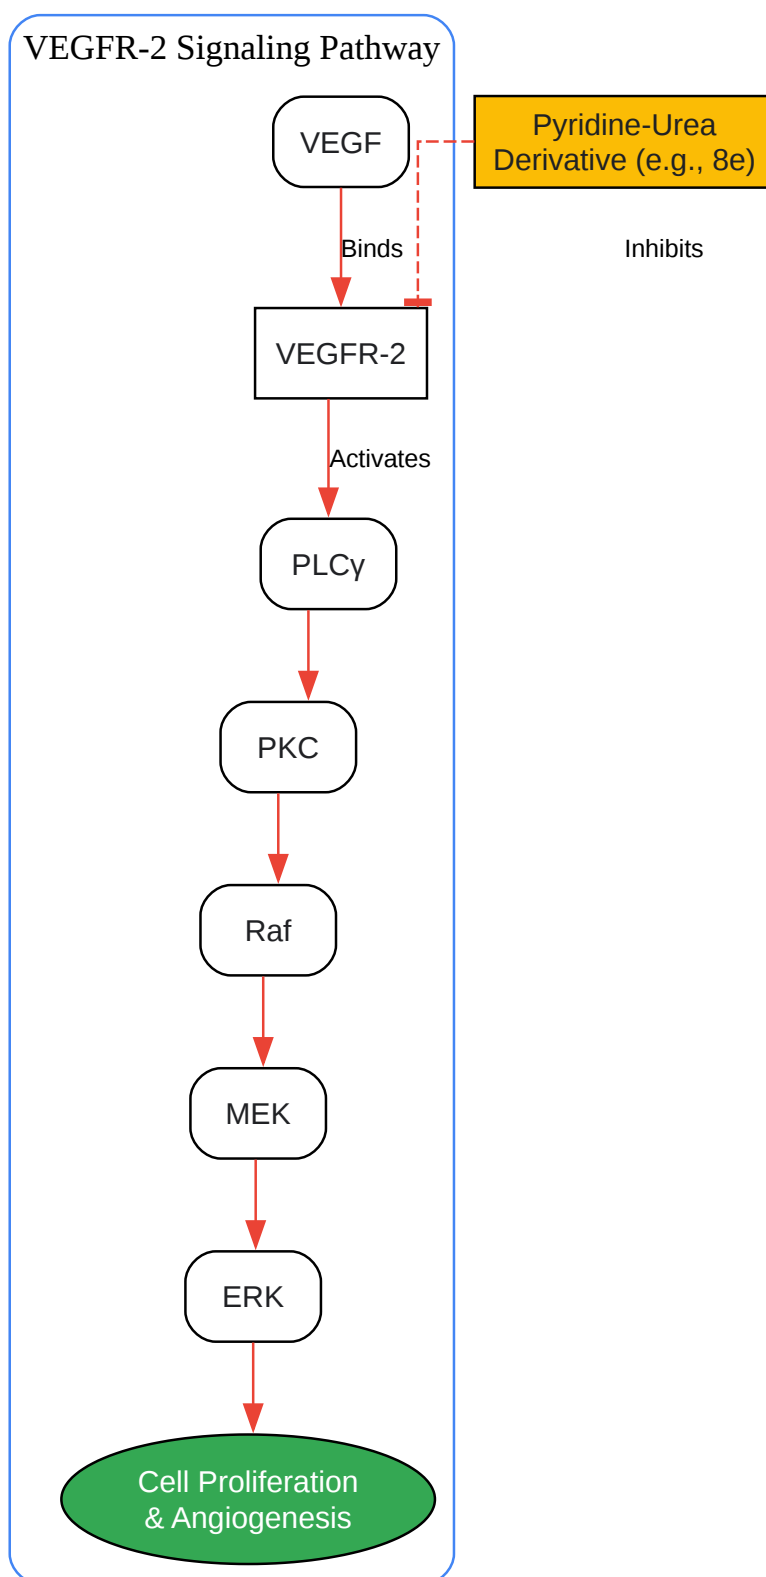 VEGFR-2 Signaling Pathway
VEGF
Pyridine-Urea
Derivative (e.g., 8e)
Binds
Inhibits
VEGFR-2
Activates
PLCγ
PKC
Raf
MEK
ERK
Cell Proliferation
& Angiogenesis